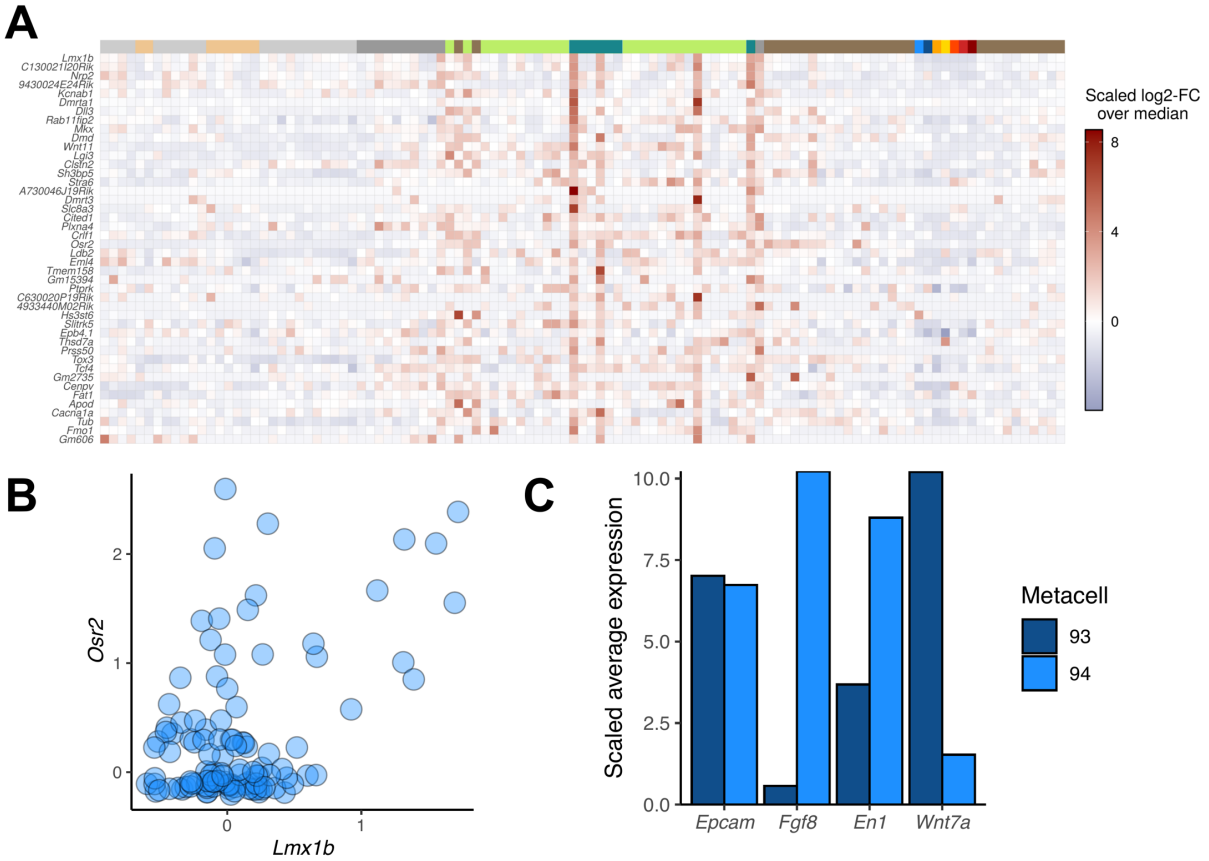 A
Lmx1b
C130021I20Rik
Nrp2
9430024E24Rik
Kcnab1
Dmrta1
Dll3
Rab11fip2
Mkx
Dmd
Wnt11
Lgi3
Clstn2
Sh3bp5
Stra6
A730046J19Rik
Dmrt3
Slc8a3
Cited1
Plxna4
Crlf1
Osr2
Ldb2
Eml4
Tmem158
Gm15394
Ptprk
C630020P19Rik
4933440M02Rik
Hs3st6
Slitrk5
Epb4.1
Thsd7a
Prss50
Tox3
Tcf4
Gm2735
Cenpv
Fat1
Apod
Cacna1a
Tub
Fmo1
Gm606
Scaled log2-FC
over median
8
4
0
B
Osr2
2
1
0
0 1
Lmx1b
C
Scaled average expression
10.0
7.5
5.0
2.5
0.0
Epcam Fgf8 En1 Wnt7a
Metacell
93
94